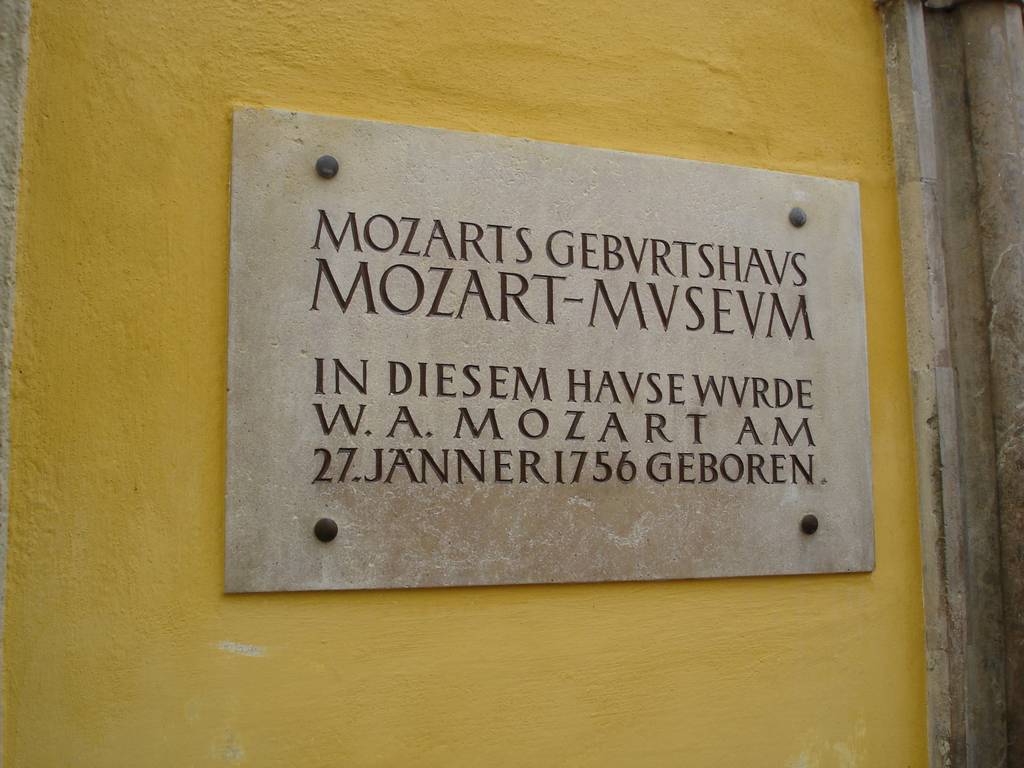 MOZARTS GEBVRTSHAVS
MOZART-MVSEVM
IN DIESEM HAVSE WVRDE
W. A. MOZART AM
27. JÄNNER 1756 GEBOREN.